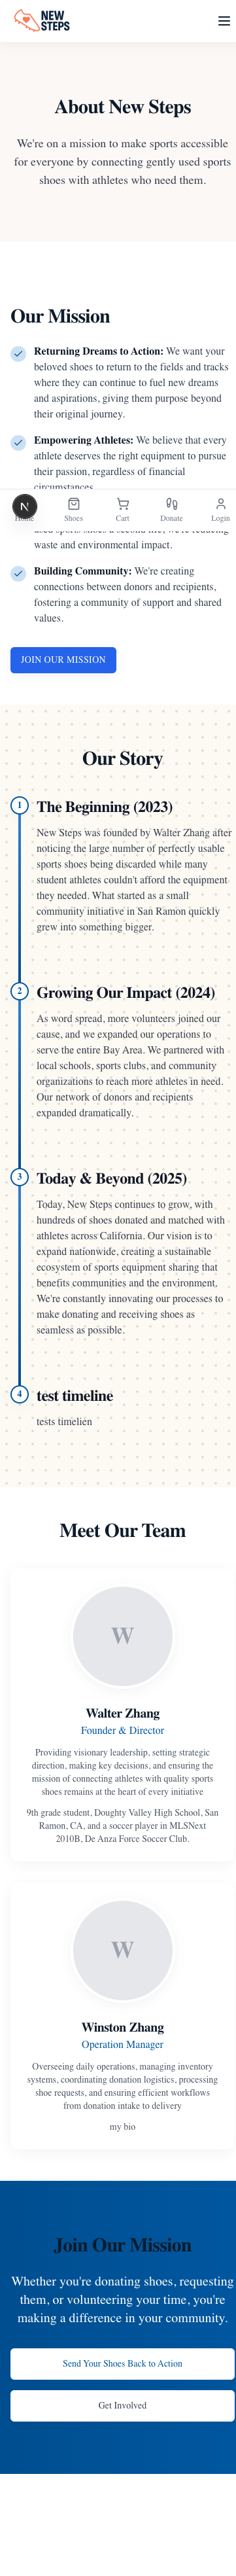 NEW
STEPS
About New Steps
We're on a mission to make sports accessible
for everyone by connecting gently used sports
shoes with athletes who need them.
Our Mission
Returning Dreams to Action: We want your
beloved shoes to return to the fields and tracks
where they can continue to fuel new dreams
and aspirations, giving them purpose beyond
their original journey.
Empowering Athletes: We believe that every
athlete deserves the right equipment to pursue
their passion, regardless of financial
circumstances.
N
Home
Shoes
Cart
Donate
Login
used sports shoes a second life, we're reducing
waste and environmental impact.
Building Community: We're creating
connections between donors and recipients,
fostering a community of support and shared
values.
JOIN OUR MISSION
Our Story
1
The Beginning (2023)
New Steps was founded by Walter Zhang after
noticing the large number of perfectly usable
sports shoes being discarded while many
student athletes couldn't afford the equipment
they needed. What started as a small
community initiative in San Ramon quickly
grew into something bigger.
2
Growing Our Impact (2024)
As word spread, more volunteers joined our
cause, and we expanded our operations to
serve the entire Bay Area. We partnered with
local schools, sports clubs, and community
organizations to reach more athletes in need.
Our network of donors and recipients
expanded dramatically.
3
Today & Beyond (2025)
Today, New Steps continues to grow, with
hundreds of shoes donated and matched with
athletes across California. Our vision is to
expand nationwide, creating a sustainable
ecosystem of sports equipment sharing that
benefits communities and the environment.
We're constantly innovating our processes to
make donating and receiving shoes as
seamless as possible.
4
test timeline
tests timelien
Meet Our Team
W
Walter Zhang
Founder & Director
Providing visionary leadership, setting strategic
direction, making key decisions, and ensuring the
mission of connecting athletes with quality sports
shoes remains at the heart of every initiative
9th grade student, Doughty Valley High School, San
Ramon, CA, and a soccer player in MLSNext
2010B, De Anza Force Soccer Club.
W
Winston Zhang
Operation Manager
Overseeing daily operations, managing inventory
systems, coordinating donation logistics, processing
shoe requests, and ensuring efficient workflows
from donation intake to delivery
my bio
Join Our Mission
Whether you're donating shoes, requesting
them, or volunteering your time, you're
making a difference in your community.
Send Your Shoes Back to Action
Get Involved